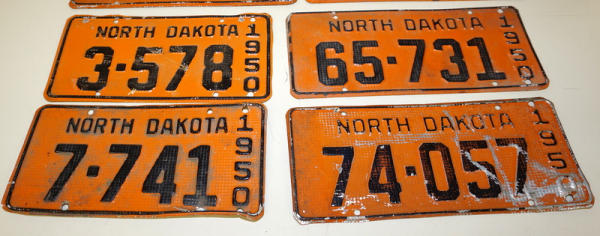 NORTH DAKOTA
3-578
1950
NORTH DAKOTA
65-731
1950
NORTH DAKOTA
7-741
1950
NORTH DAKOTA
74-057
195